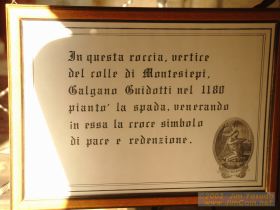 In questa roccia, vertice
del colle di Montesiepi,
Galgano Guidotti nel 1180
piantò la spada, venerando
in essa la croce simbolo
di pace e redenzione.